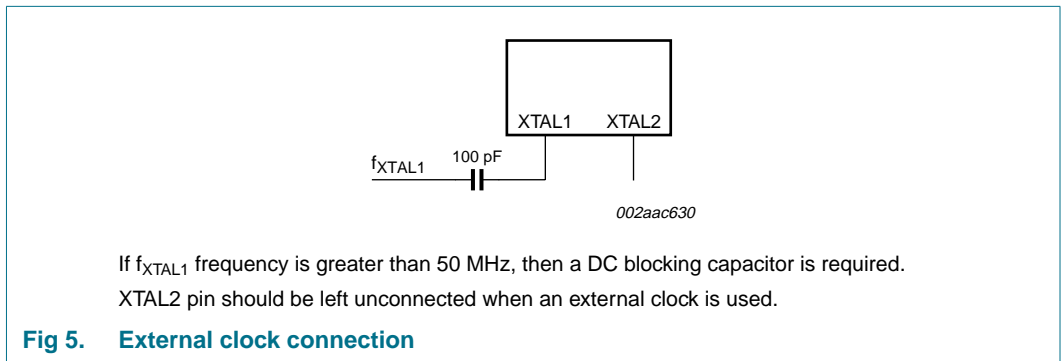 XTAL1 XTAL2
fXTAL1 100 pF
002aac630
If fXTAL1 frequency is greater than 50 MHz, then a DC blocking capacitor is required.
XTAL2 pin should be left unconnected when an external clock is used.
Fig 5. External clock connection